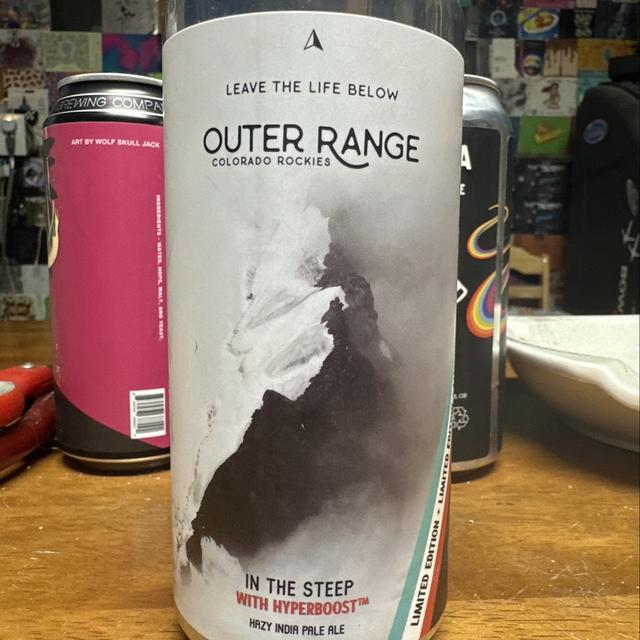 LEAVE THE LIFE BELOW
OUTER RANGE
COLORADO ROCKIES
IN THE STEEP
WITH HYPERBOOST™
HAZY INDIA PALE ALE
LIMITED EDITION - LIMITED
BREWING COMPA
ART BY WOLF SKULL JACK
INGREDIENTS - WATER, HOPS, MALT, AND YEAST.
A
E